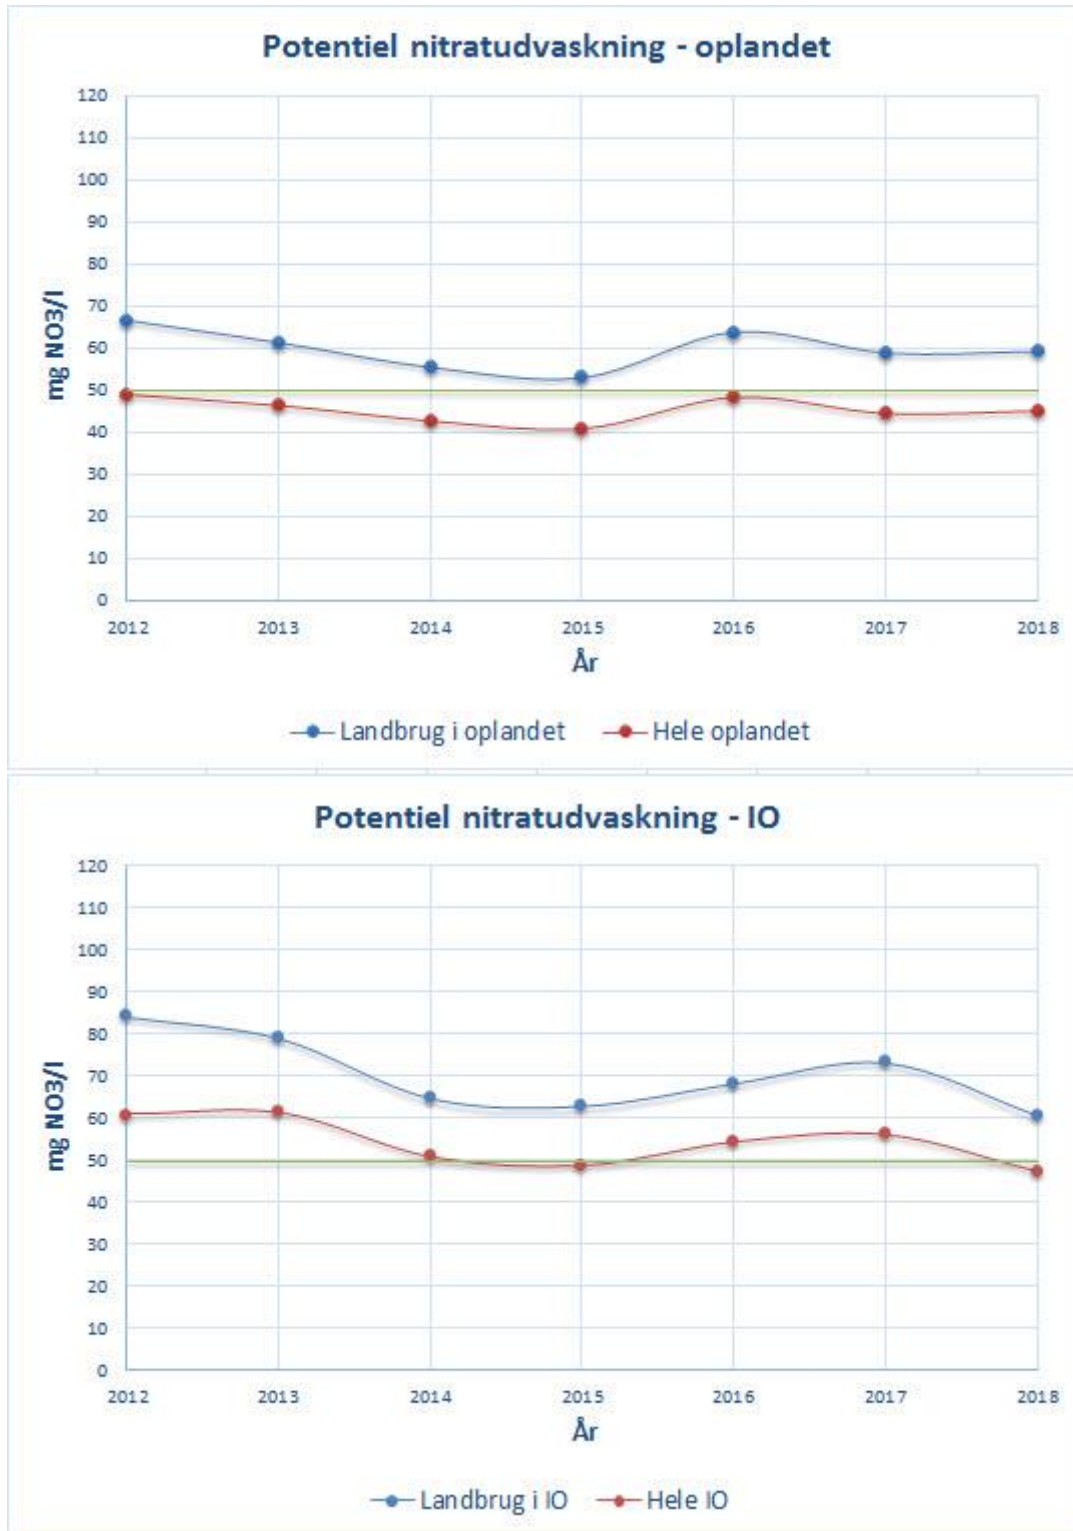 Potentiel nitratudvaskning - oplandet
120
110
100
90
80
70
60
50
40
30
20
10
0
mg NO3/l
2012 2013 2014 2015 2016 2017 2018
År
Landbrug i oplandet Hele oplandet
Potentiel nitratudvaskning - IO
120
110
100
90
80
70
60
50
40
30
20
10
0
mg NO3/l
2012 2013 2014 2015 2016 2017 2018
År
Landbrug i IO Hele IO